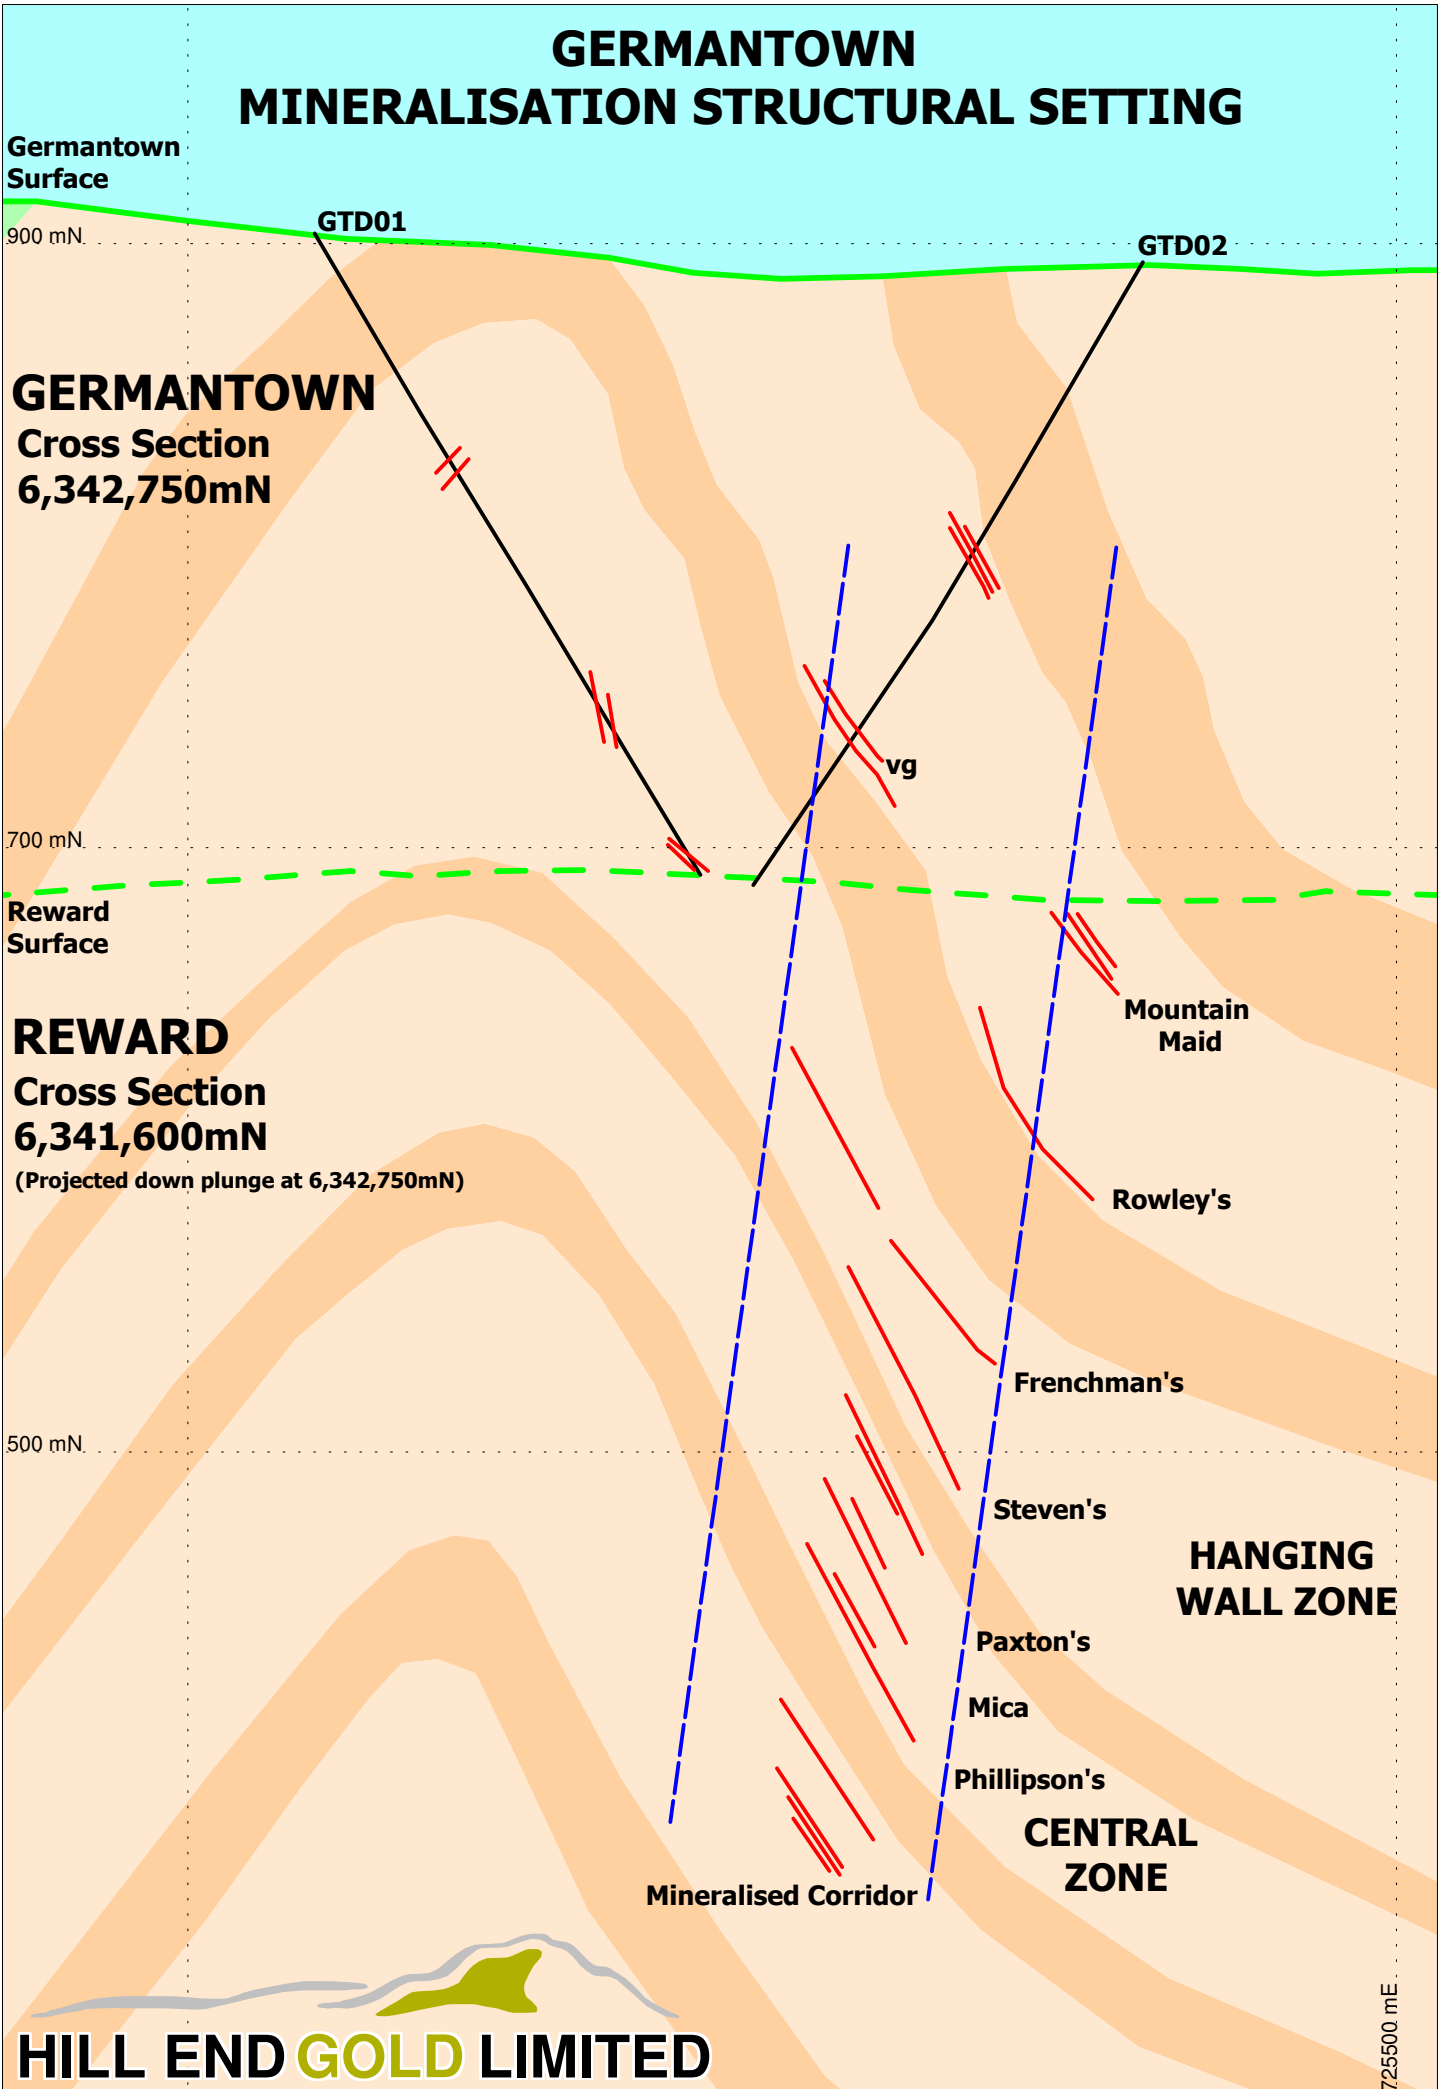 GERMANTOWN
MINERALISATION STRUCTURAL SETTING
Germantown
Surface
GTD01
900 mN
GTD02
GERMANTOWN
Cross Section
6,342,750mN
vg
700 mN
Reward
Surface
Mountain
Maid
REWARD
Cross Section
6,341,600mN
(Projected down plunge at 6,342,750mN)
Rowley's
Frenchman's
500 mN
Steven's
HANGING
WALL ZONE
Paxton's
Mica
Phillipson's
CENTRAL
ZONE
Mineralised Corridor
725500 mE
HILL END GOLD LIMITED